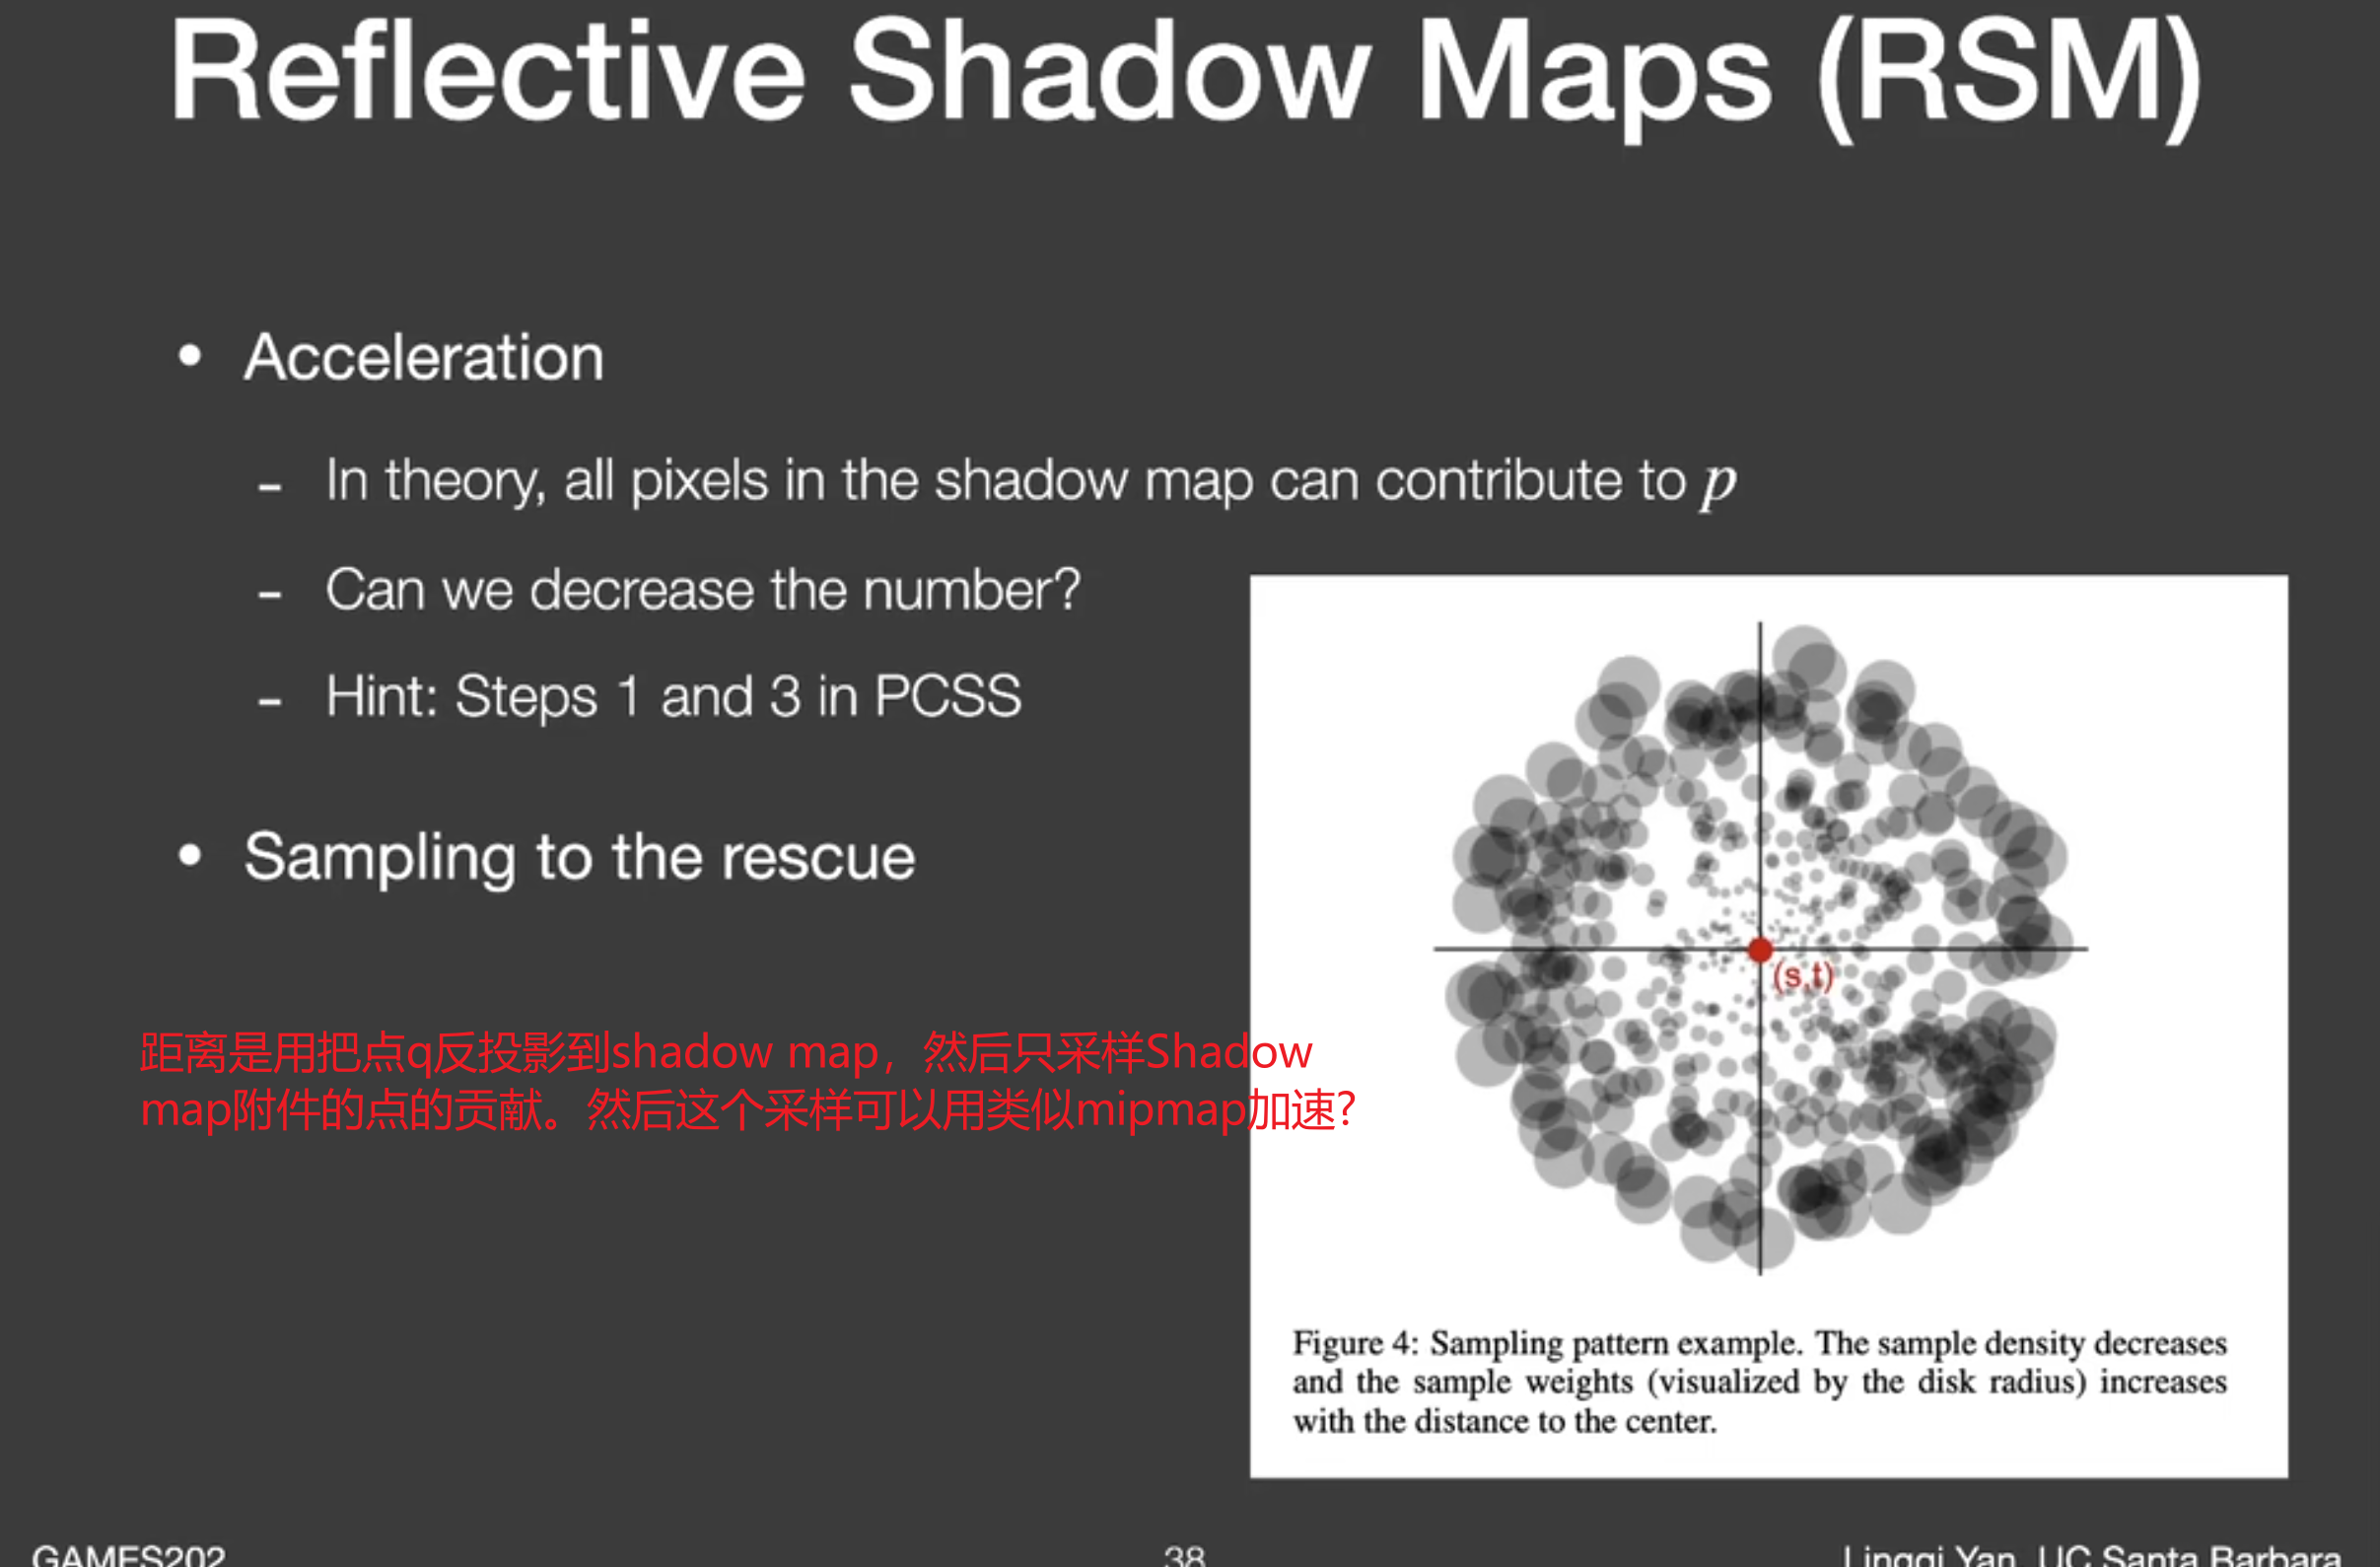 Reflective Shadow Maps (RSM)
• Acceleration
- In theory, all pixels in the shadow map can contribute to p
- Can we decrease the number?
- Hint: Steps 1 and 3 in PCSS
• Sampling to the rescue
距离是用把点q反投影到shadow map，然后只采样Shadow
map附件的点的贡献。然后这个采样可以用类似mipmap加速？
(s,t)
Figure 4: Sampling pattern example. The sample density decreases
and the sample weights (visualized by the disk radius) increases
with the distance to the center.
GAMES202
38
Lingqi Yan, UC Santa Barbara